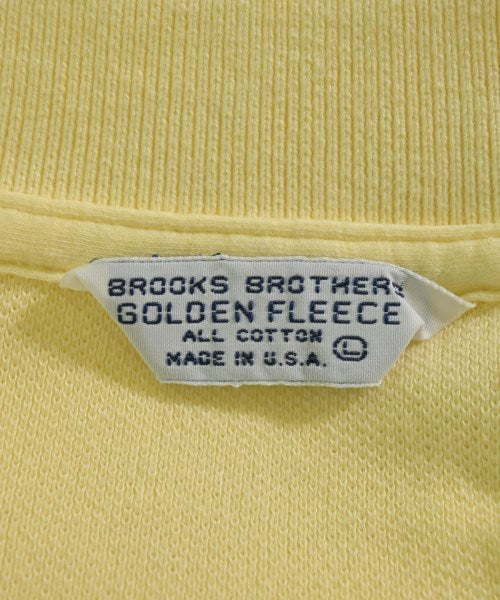 BROOKS BROTHERS
GOLDEN FLEECE
ALL COTTON
MADE IN U.S.A. L